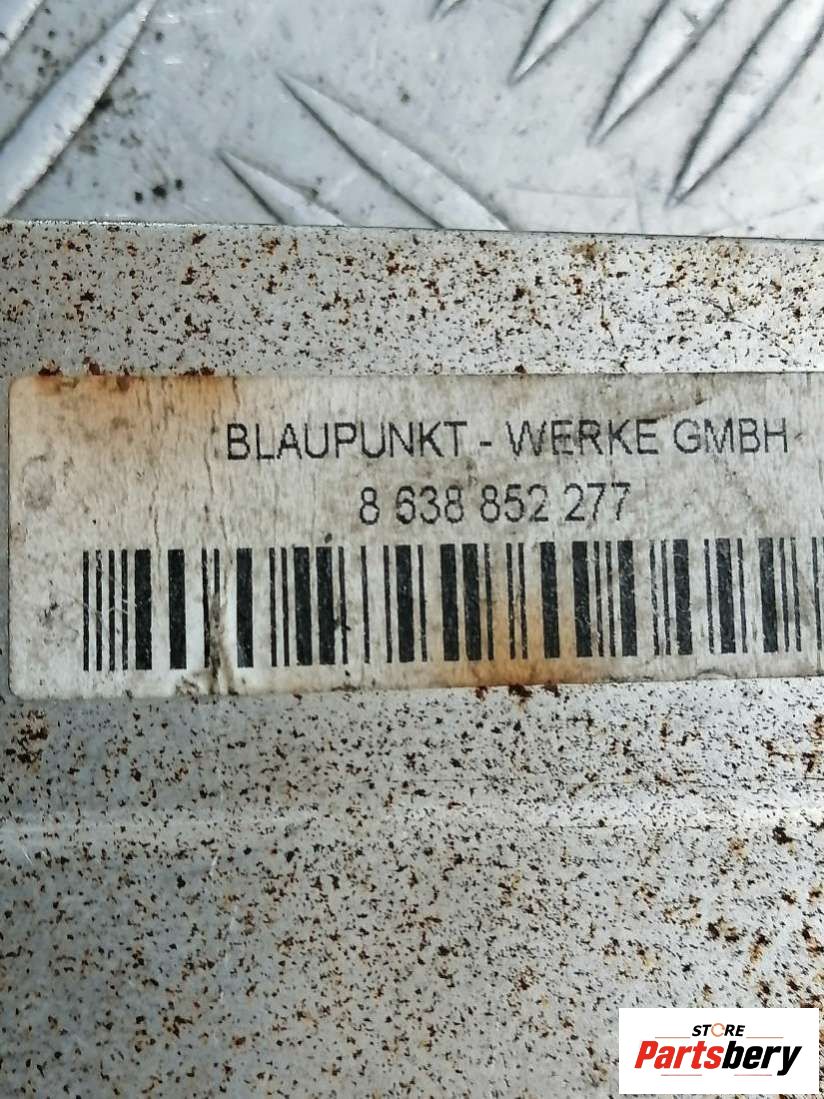 BLAUPUNKT - WERKE GMBH
8 638 852 277
STORE
Partsbery